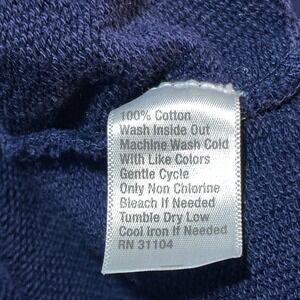 100% Cotton
Wash Inside Out
Machine Wash Cold
With Like Colors
Gentle Cycle
Only Non Chlorine
Bleach If Needed
Tumble Dry Low
Cool Iron If Needed
RN 31104